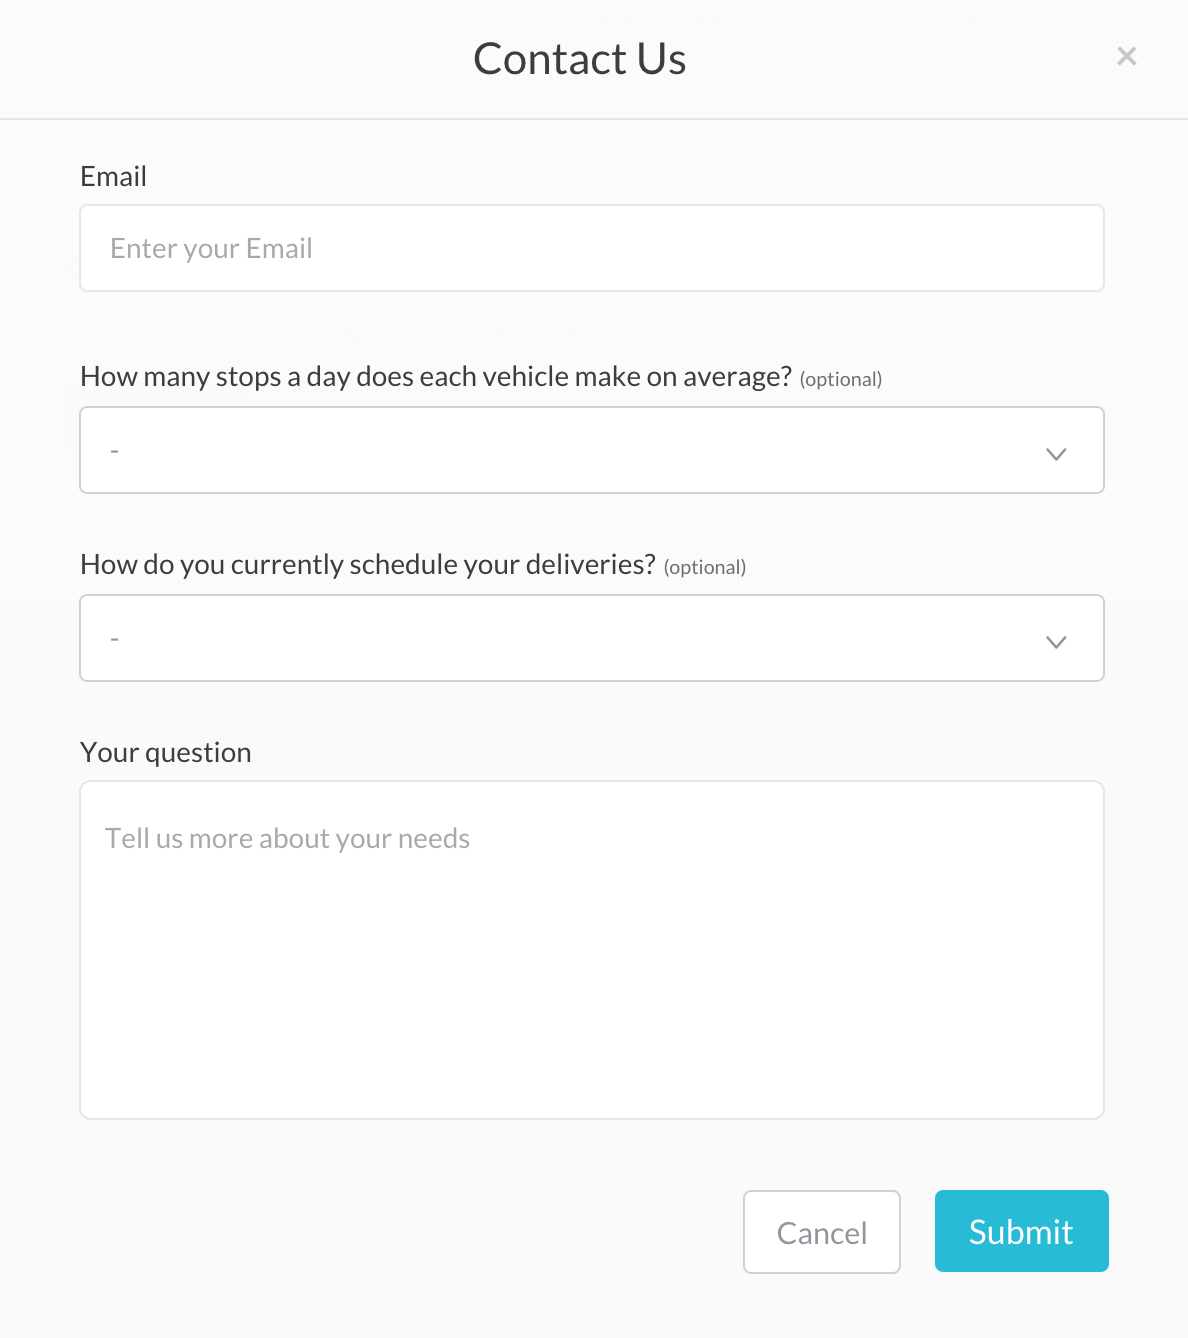 Contact Us
×
Email
Enter your Email
How many stops a day does each vehicle make on average? (optional)
-
How do you currently schedule your deliveries? (optional)
-
Your question
Tell us more about your needs
Cancel
Submit